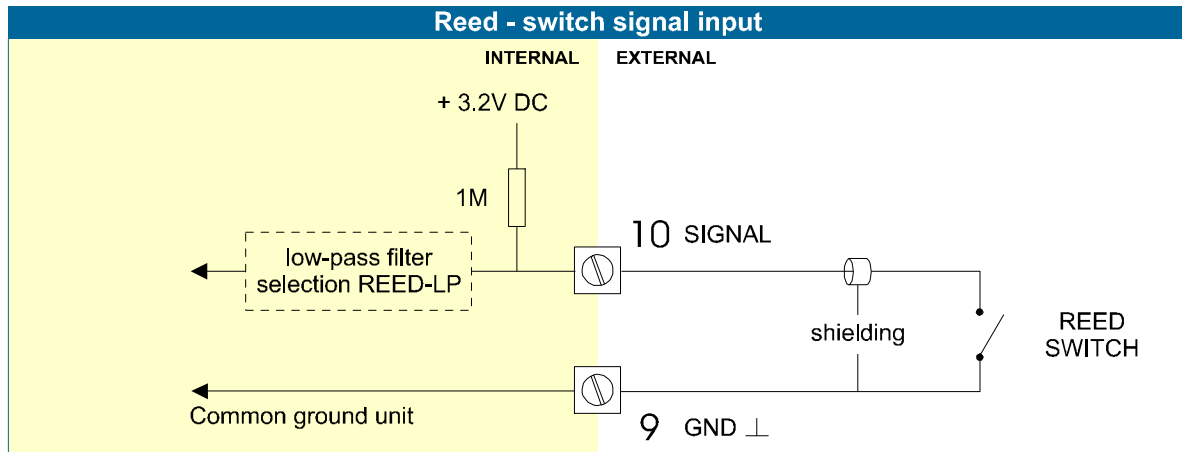 Reed - switch signal input
INTERNAL
EXTERNAL
+ 3.2V DC
1M
10 SIGNAL
low-pass filter
selection REED-LP
shielding
REED
SWITCH
Common ground unit
9 GND ⊥